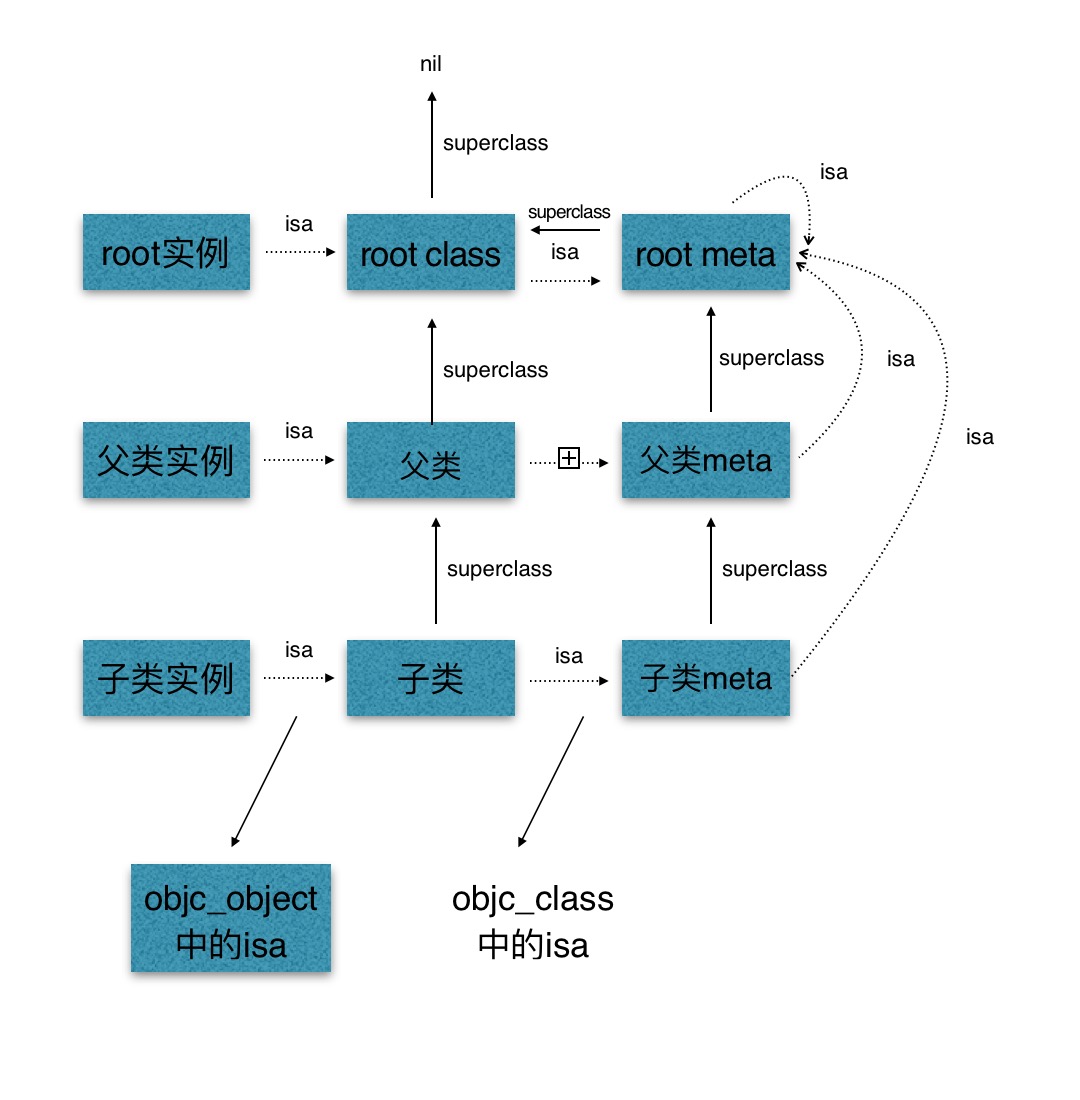 nil
superclass
isa
isa
superclass
root实例
root class
isa
root meta
superclass
superclass
isa
isa
isa
父类实例
父类
父类meta
superclass
superclass
isa
isa
子类实例
子类
子类meta
objc_object
中的isa
objc_class
中的isa